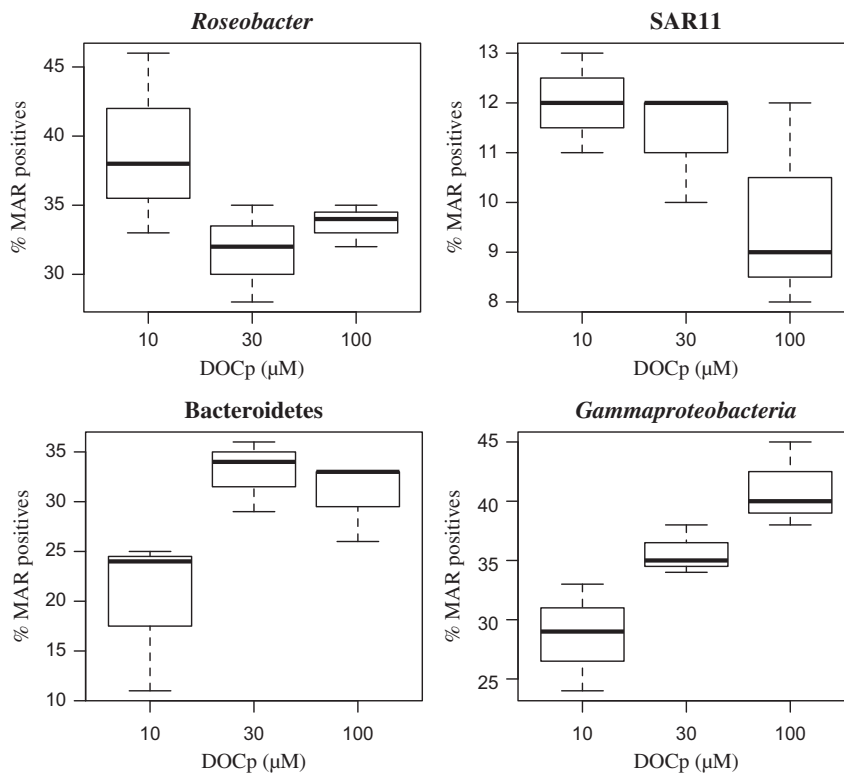 Roseobacter
% MAR positives
45
40
35
30
10 30 100
DOCp (µM)
SAR11
% MAR positives
13
12
11
10
9
8
10 30 100
DOCp (µM)
Bacteroidetes
% MAR positives
35
30
25
20
15
10
10 30 100
DOCp (µM)
Gammaproteobacteria
% MAR positives
45
40
35
30
25
10 30 100
DOCp (µM)